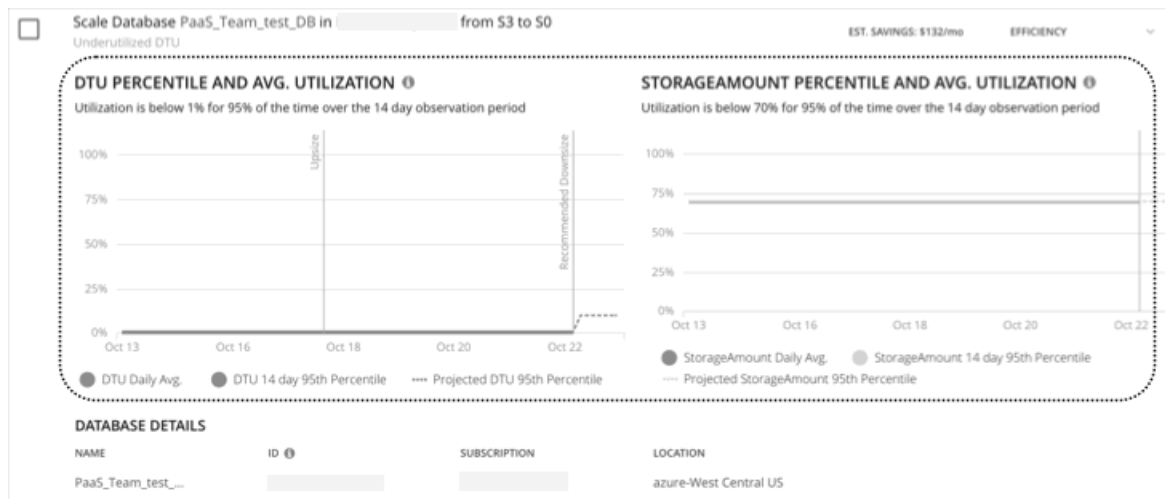 Scale Database PaaS_Team_test_DB in from S3 to S0
EST. SAVINGS: $132/mo EFFICIENCY
Underutilized DTU
DTU PERCENTILE AND AVG. UTILIZATION
Utilization is below 1% for 95% of the time over the 14 day observation period
100%
75%
50%
25%
0%
Upsize
Recommended Downsize
Oct 13 Oct 16 Oct 18 Oct 20 Oct 22
DTU Daily Avg. DTU 14 day 95th Percentile Projected DTU 95th Percentile
STORAGEAMOUNT PERCENTILE AND AVG. UTILIZATION
Utilization is below 70% for 95% of the time over the 14 day observation period
100%
75%
50%
25%
0%
Oct 13 Oct 16 Oct 18 Oct 20 Oct 22
StorageAmount Daily Avg. StorageAmount 14 day 95th Percentile
Projected StorageAmount 95th Percentile
DATABASE DETAILS
NAME ID SUBSCRIPTION LOCATION
PaaS_Team_test_... azure-West Central US